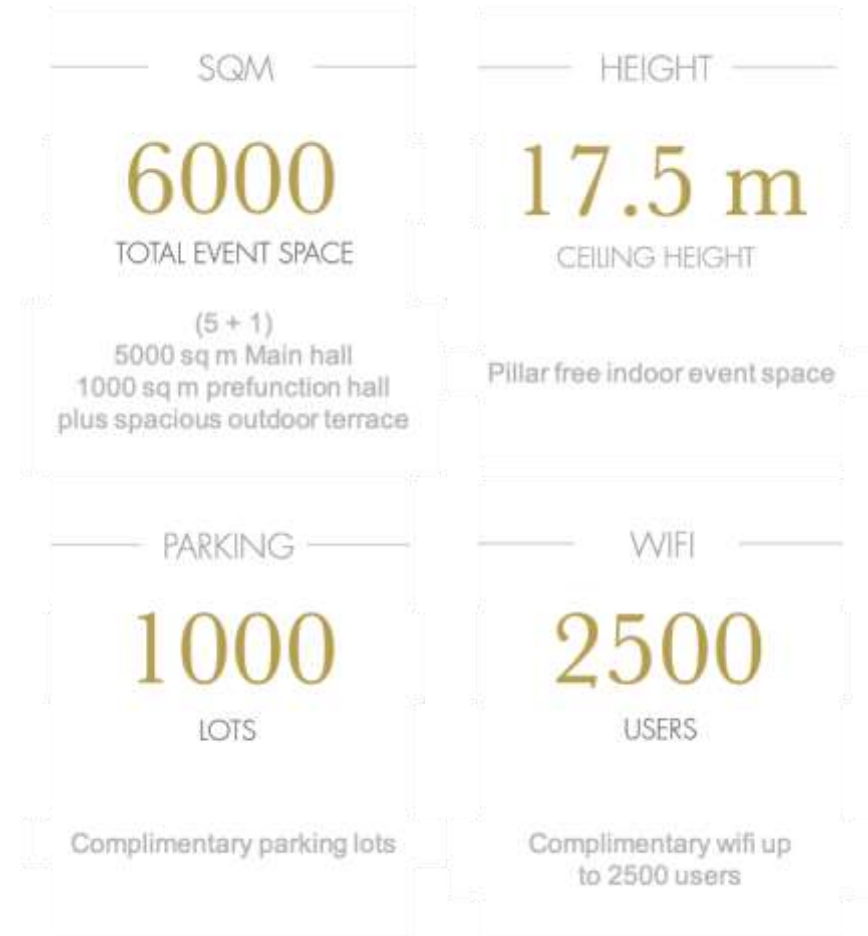 SQM
6000
TOTAL EVENT SPACE
(5 + 1)
5000 sq m Main hall
1000 sq m prefunction hall
plus spacious outdoor terrace
HEIGHT
17.5 m
CEILING HEIGHT
Pillar free indoor event space
PARKING
1000
LOTS
Complimentary parking lots
WIFI
2500
USERS
Complimentary wifi up
to 2500 users